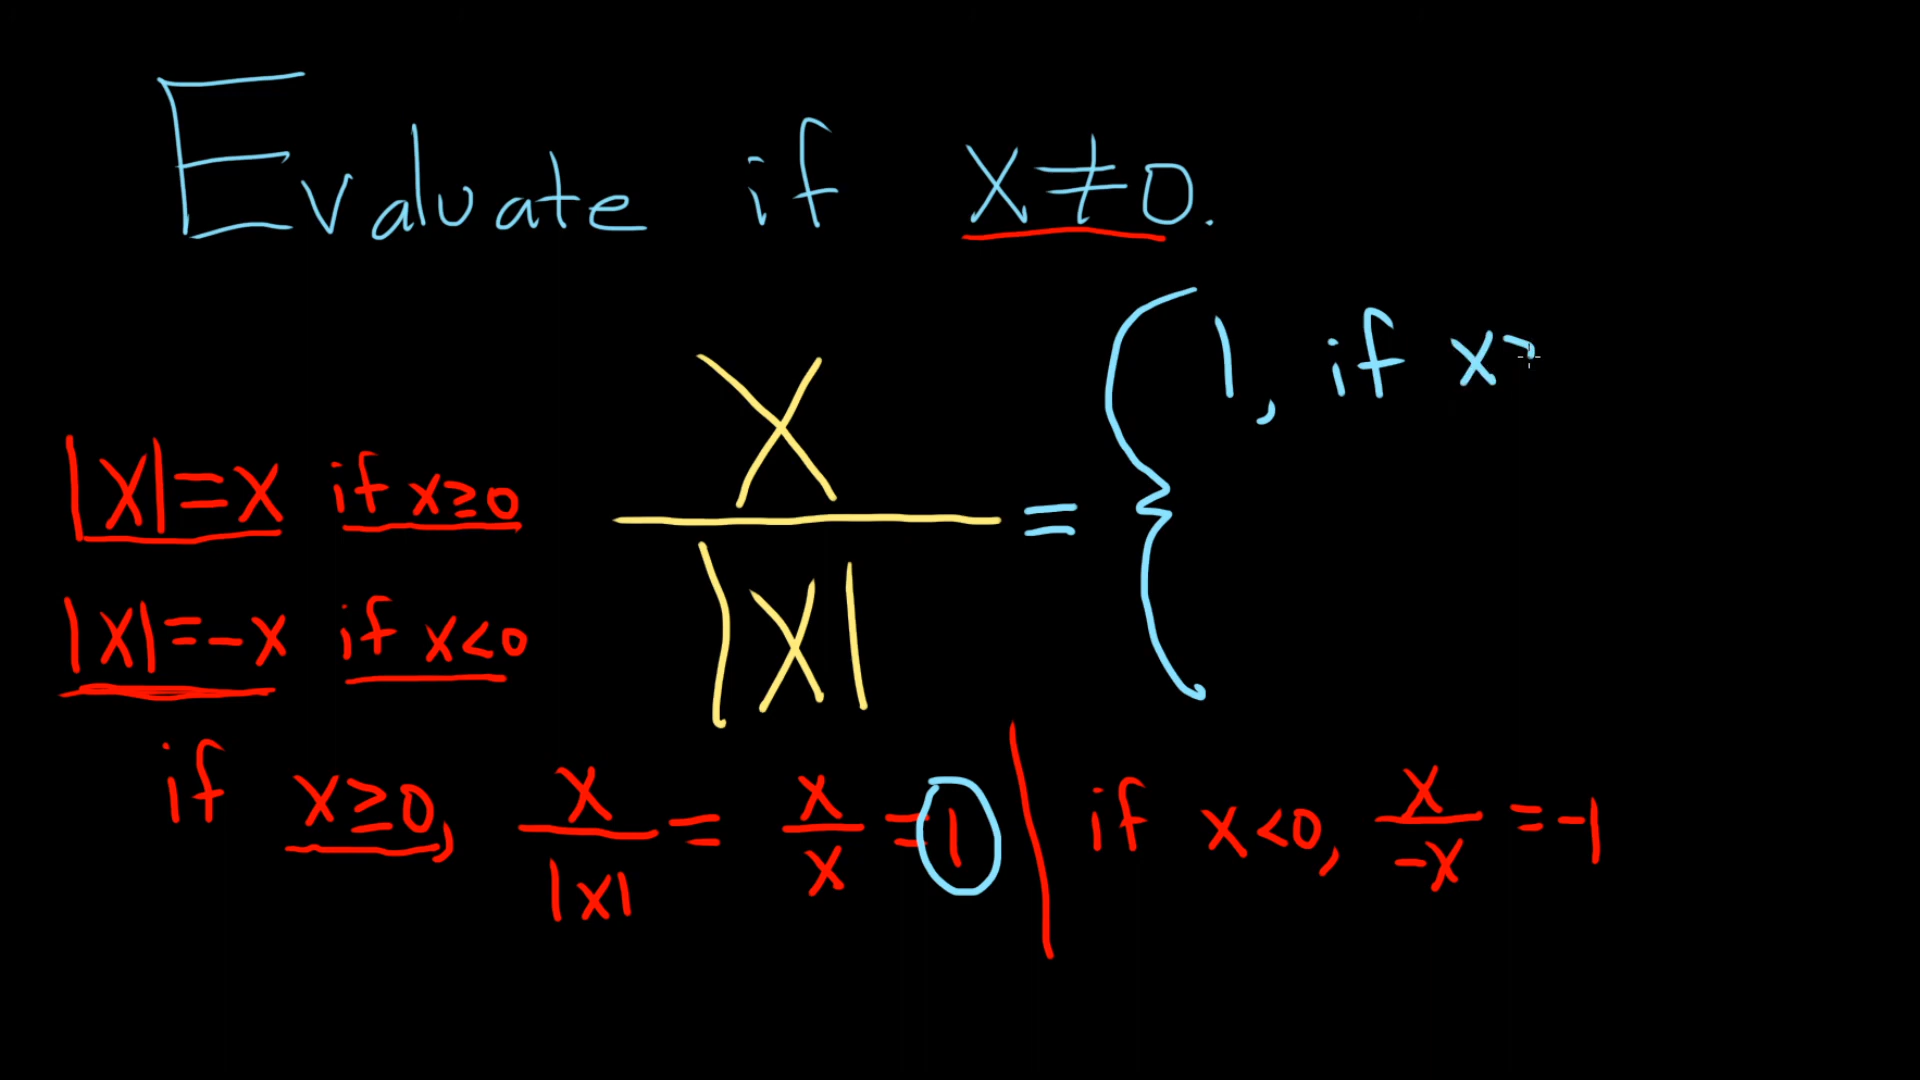 Evaluate if x≠0.
x/|x| = { 1, if x
|x|=x if x≥0
|x|=-x if x<0
if x≥0, x/|x| = x/x = 1 | if x<0, x/-x = -1